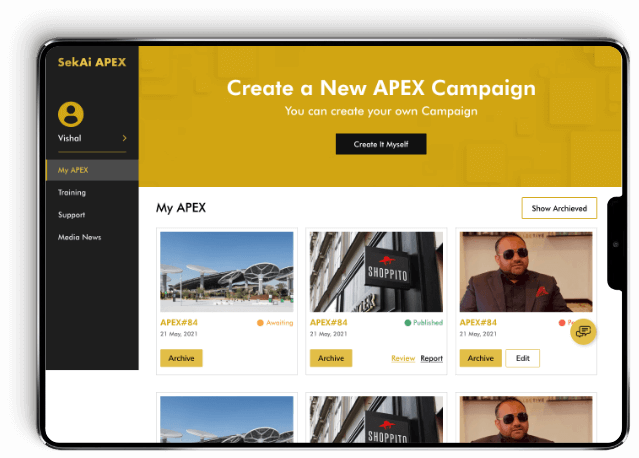 SekAi APEX
Vishal
My APEX
Training
Support
Media News
Create a New APEX Campaign
You can create your own Campaign
Create It Myself
My APEX
Show Archieved
SHOPPITO
APEX#84
Awaiting
21 May, 2021
Archive
APEX#84
Published
21 May, 2021
Archive
Review
Report
APEX#84
21 May, 2021
Archive
Edit
SHOPPITO